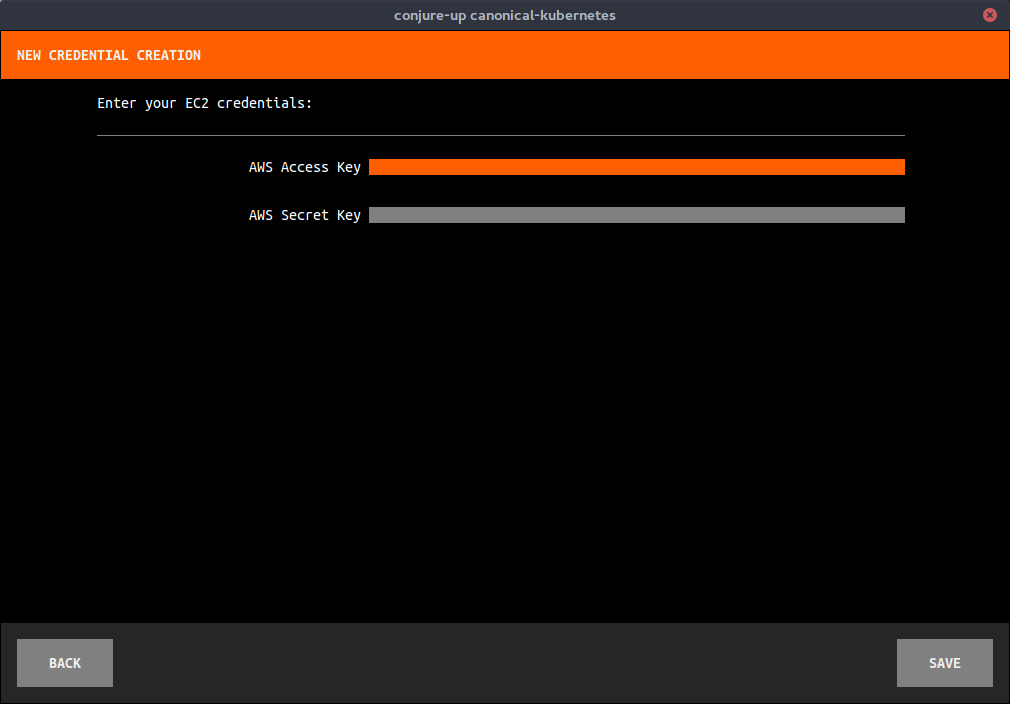 conjure-up canonical-kubernetes
NEW CREDENTIAL CREATION
Enter your EC2 credentials:
AWS Access Key
AWS Secret Key
BACK
SAVE